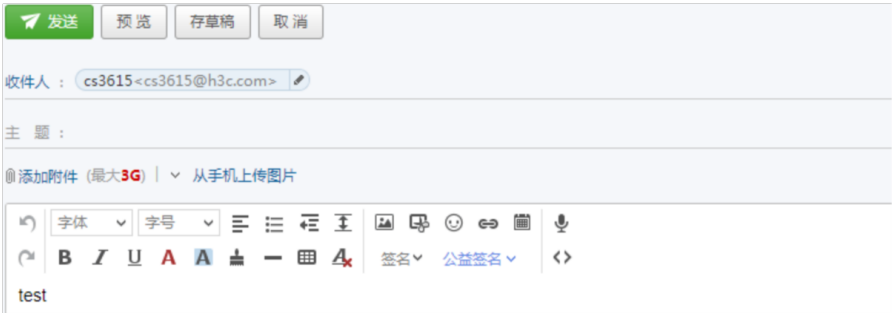 发送 预览 存草稿 取消
收件人： cs3615<cs3615@h3c.com>
主 题：
添加附件 (最大3G) | 从手机上传图片
字体 字号
B I U A A A 签名 公益签名 <>
test